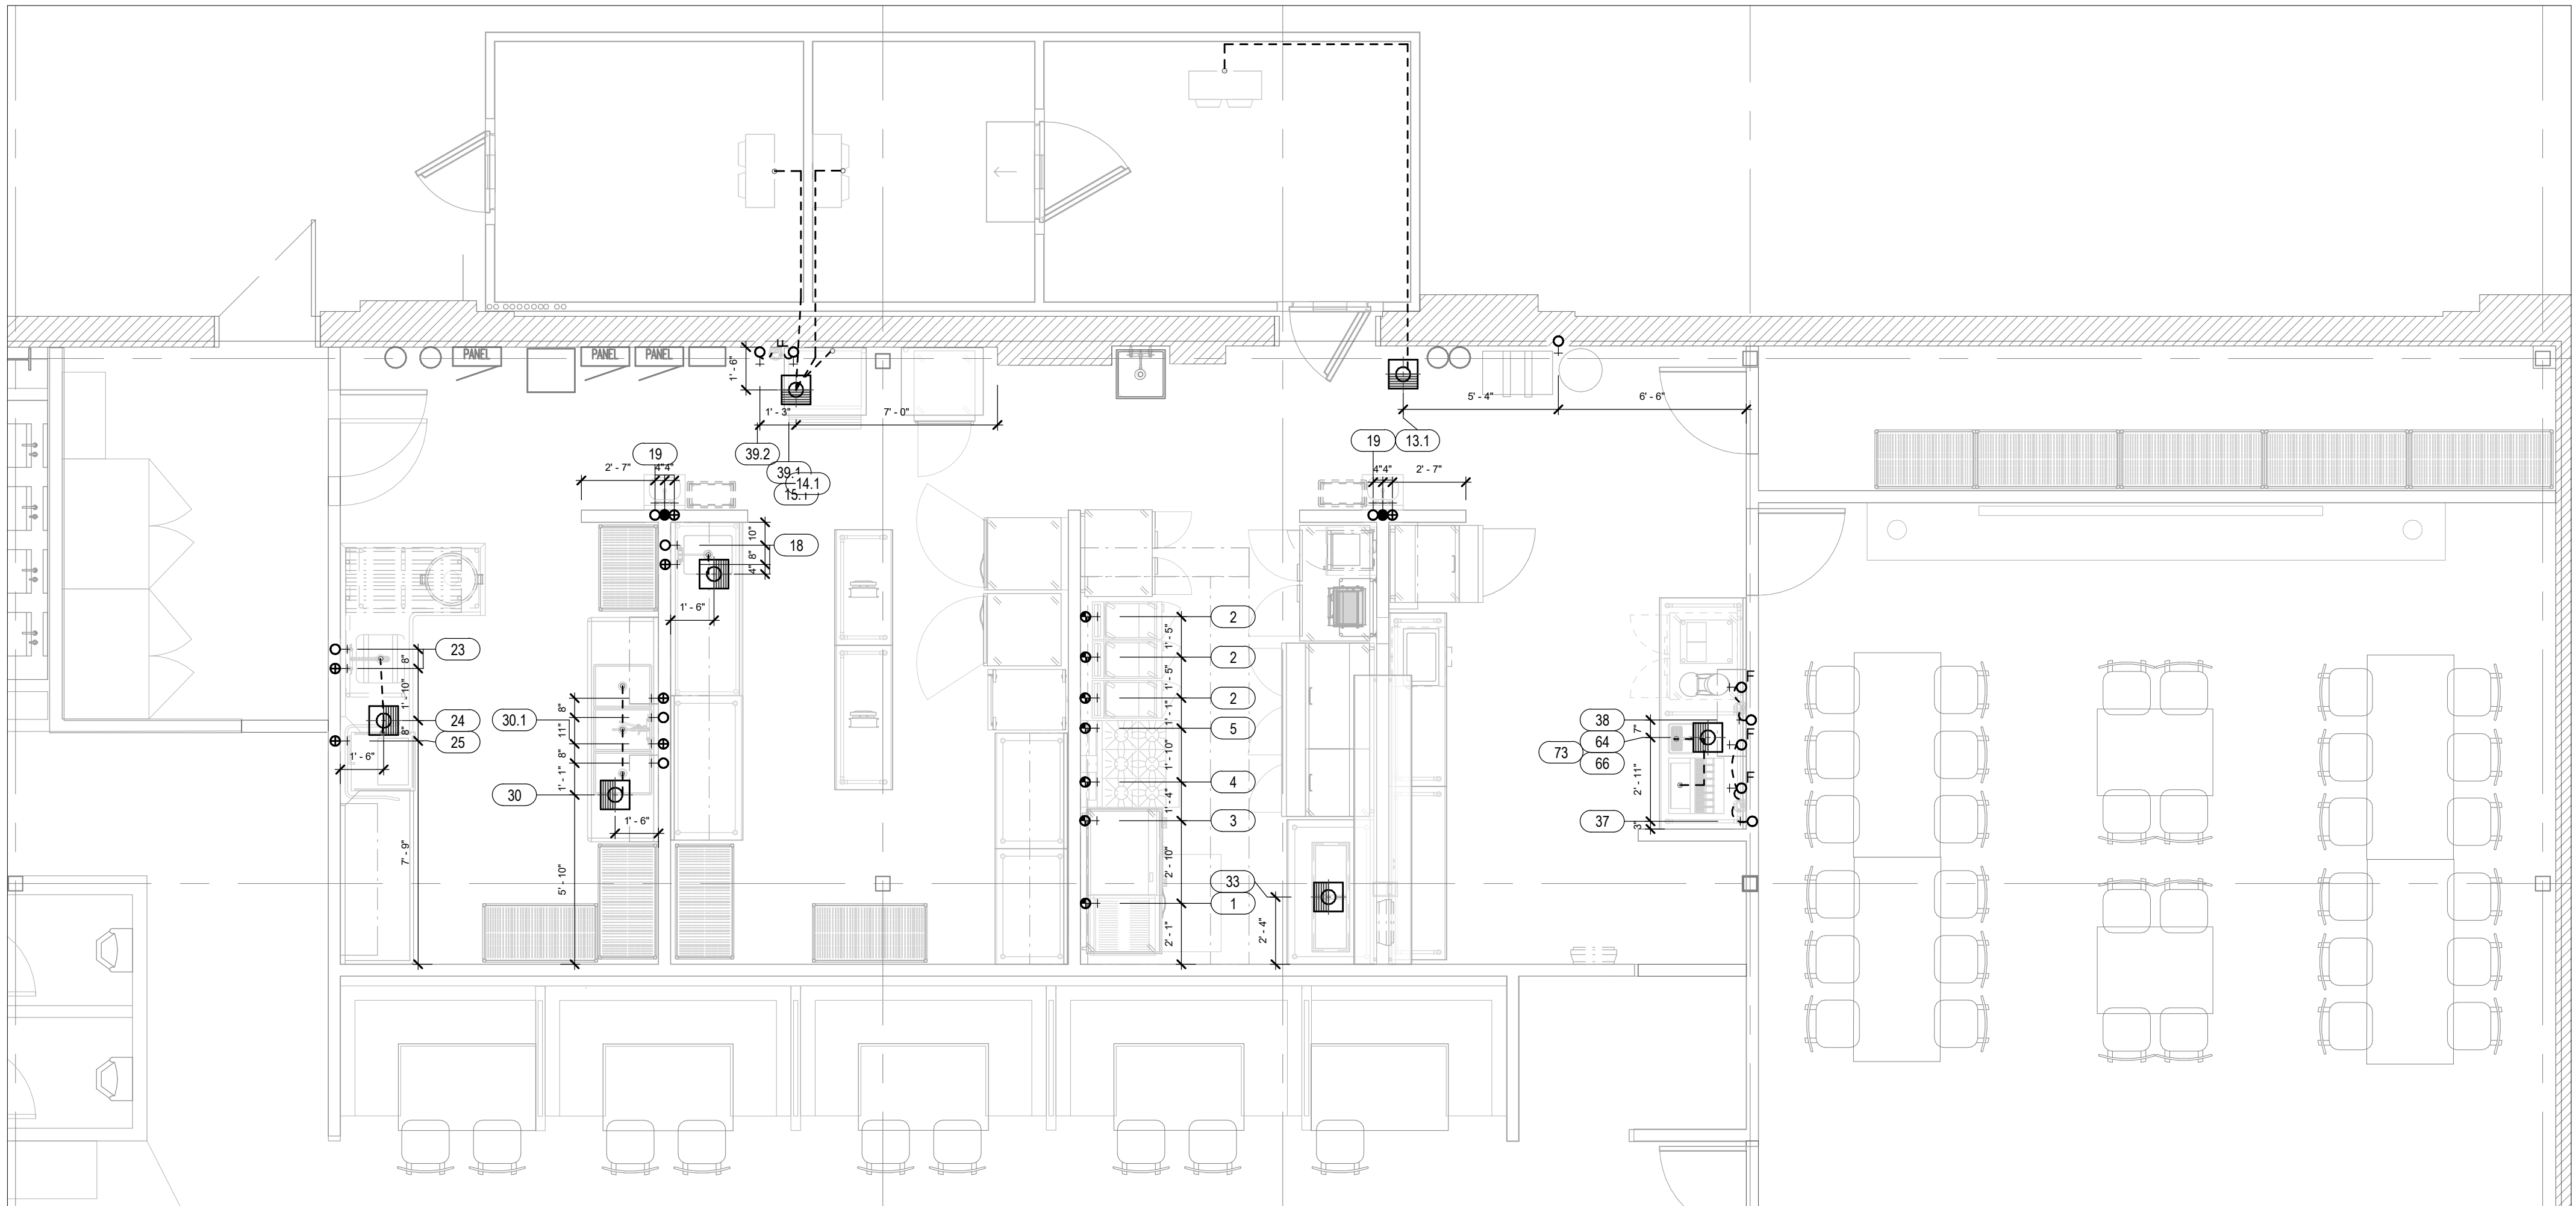 PANEL
PANEL
PANEL
F
1' - 6"
1' - 3"
7' - 0"
5' - 4"
6' - 6"
19
39.2
39.1
14.1
15.1
19
13.1
2' - 7"
4"
4"
4"
4"
2' - 7"
10"
18
8"
4"
1' - 6"
2
1' - 5"
2
1' - 5"
2
1' - 1"
5
1' - 10"
4
1' - 4"
3
2' - 10"
1
2' - 1"
33
2' - 4"
23
8"
1' - 10"
24
8"
25
1' - 6"
7' - 9"
8"
30.1
11"
8"
1' - 1"
30
1' - 6"
5' - 10"
F
38
7"
64
F
73
66
2' - 11"
F
37
3"